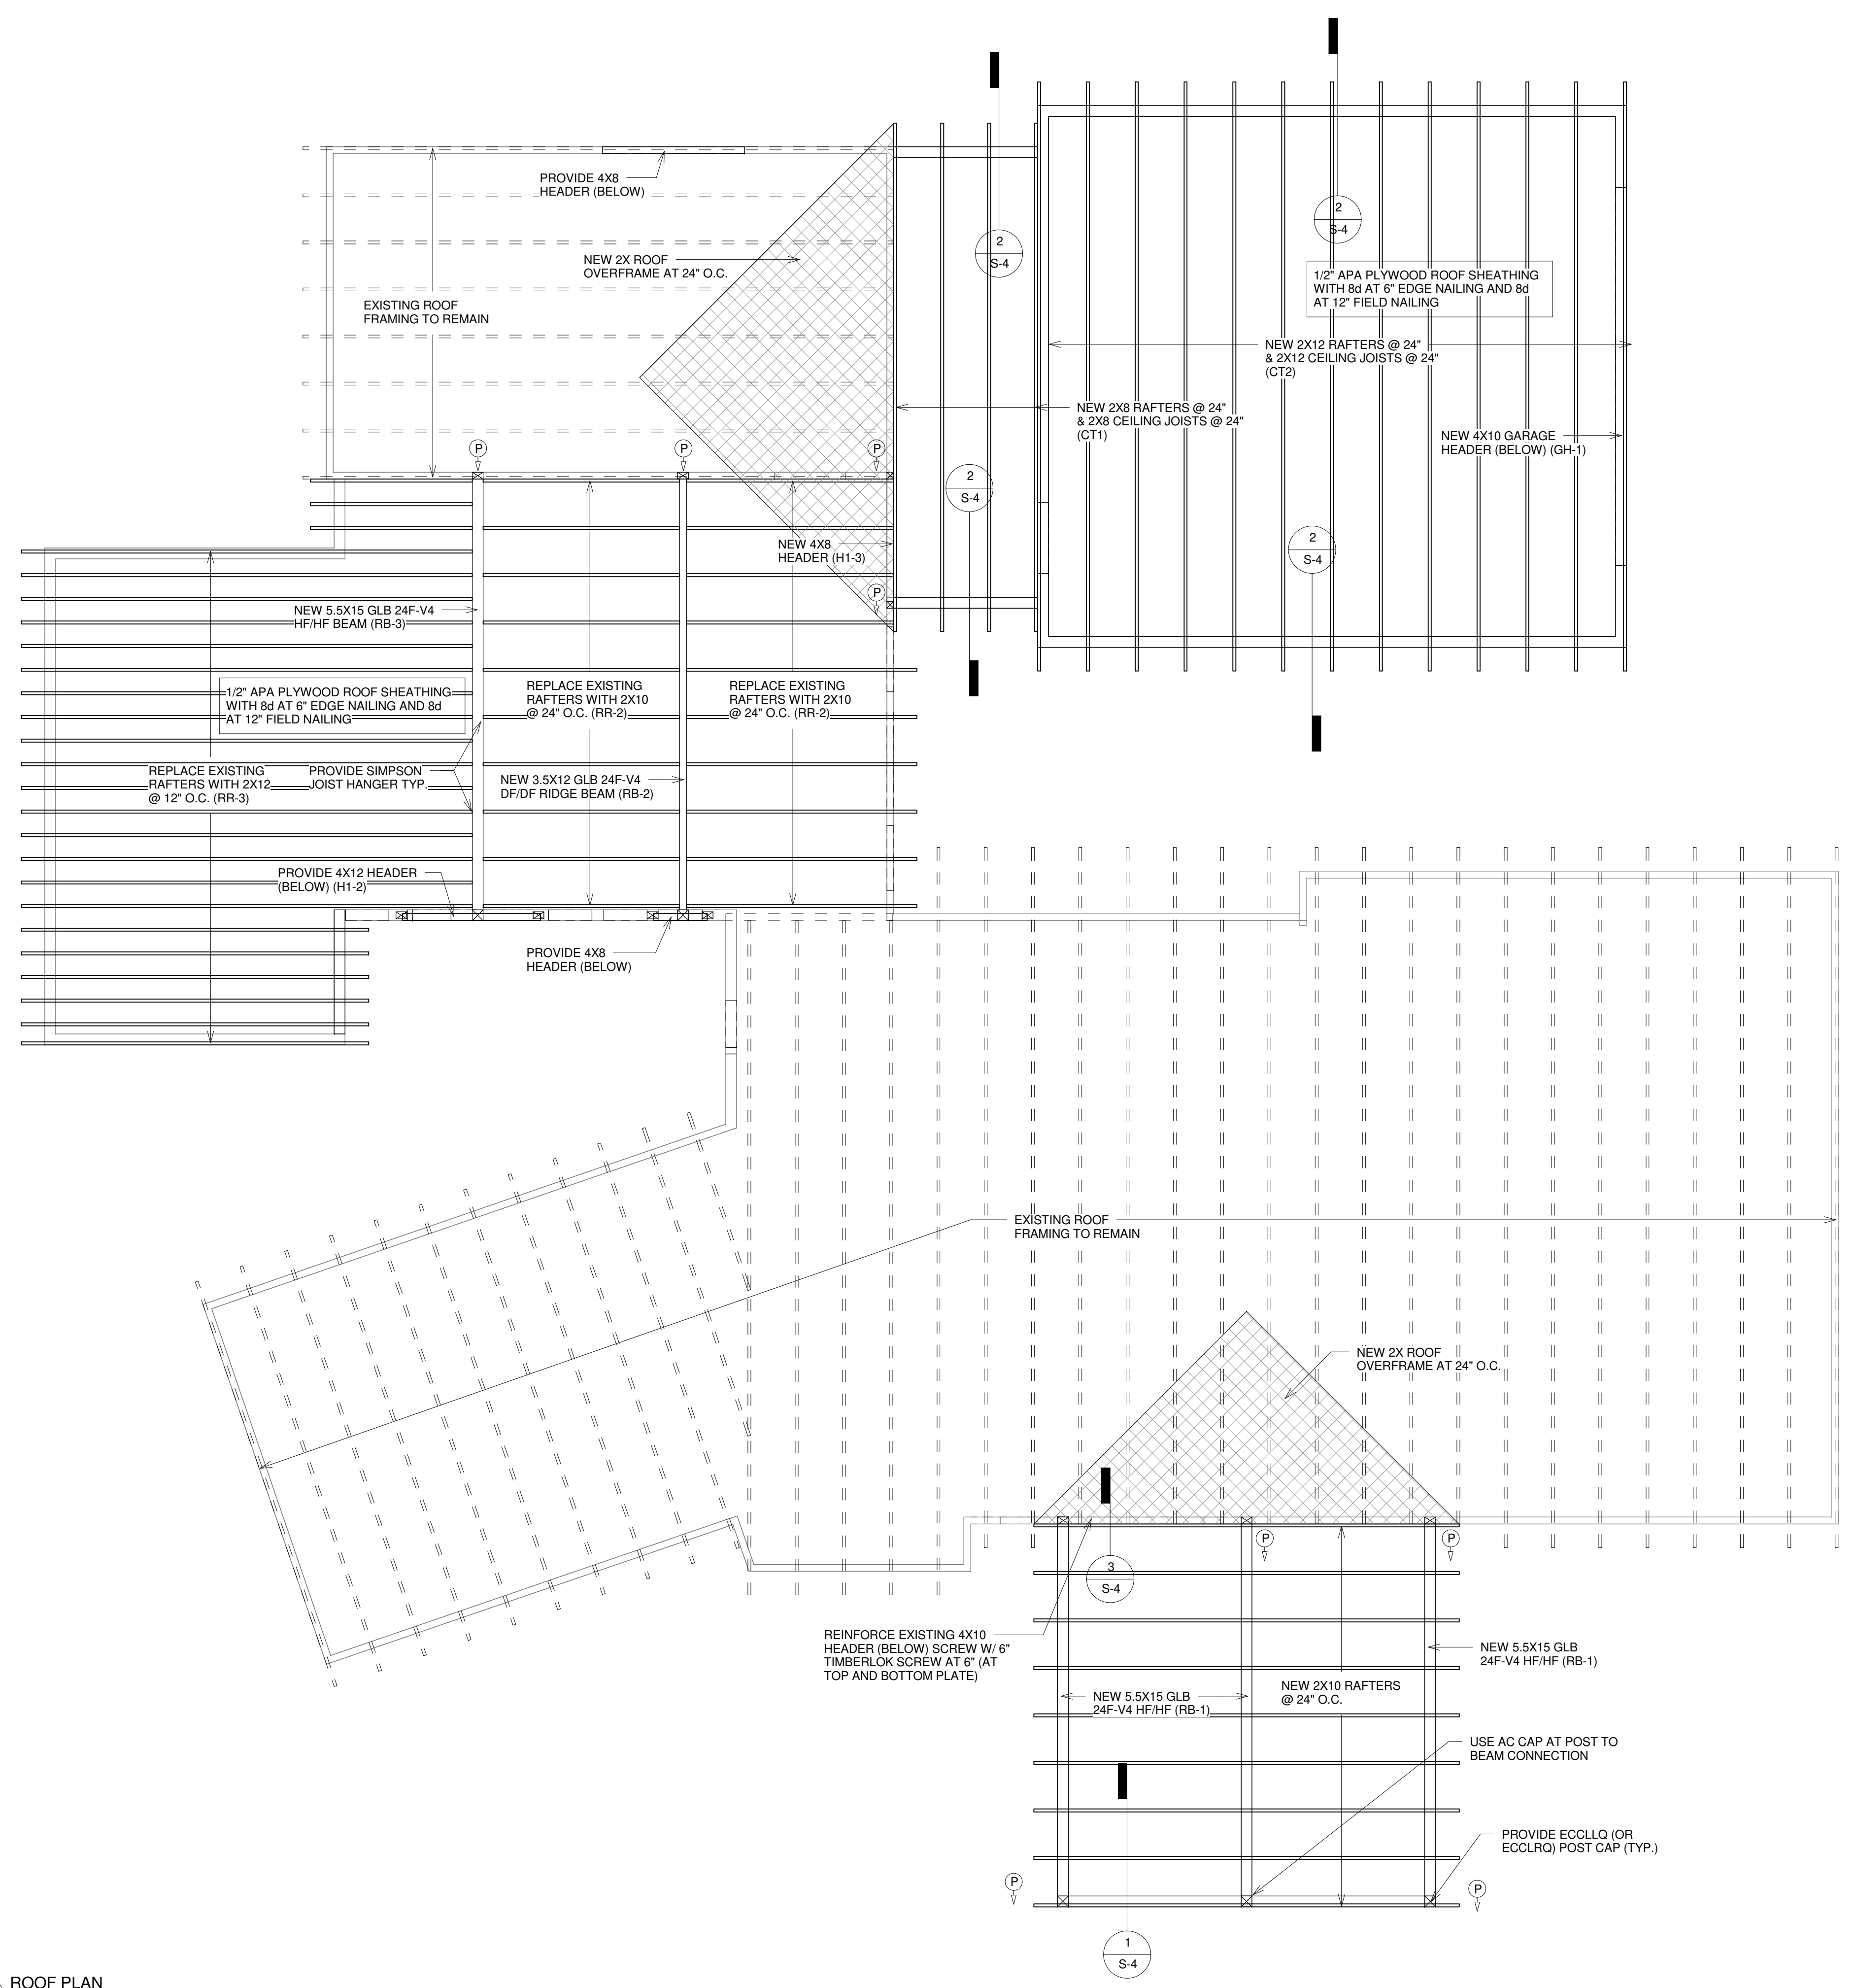 2
S-4
2
S-4
PROVIDE 4X8
HEADER (BELOW)
NEW 2X ROOF
OVERFRAME AT 24" O.C.
1/2" APA PLYWOOD ROOF SHEATHING
WITH 8d AT 6" EDGE NAILING AND 8d
AT 12" FIELD NAILING
EXISTING ROOF
FRAMING TO REMAIN
NEW 2X12 RAFTERS @ 24"
& 2X12 CEILING JOISTS @ 24"
(CT2)
NEW 2X8 RAFTERS @ 24"
& 2X8 CEILING JOISTS @ 24"
(CT1)
NEW 4X10 GARAGE
HEADER (BELOW) (GH-1)
P
P
P
2
S-4
NEW 4X8
HEADER (H1-3)
2
S-4
P
NEW 5.5X15 GLB 24F-V4
HF/HF BEAM (RB-3)
1/2" APA PLYWOOD ROOF SHEATHING
WITH 8d AT 6" EDGE NAILING AND 8d
AT 12" FIELD NAILING
REPLACE EXISTING
RAFTERS WITH 2X10
@ 24" O.C. (RR-2)
REPLACE EXISTING
RAFTERS WITH 2X10
@ 24" O.C. (RR-2)
REPLACE EXISTING
RAFTERS WITH 2X12
@ 12" O.C. (RR-3)
PROVIDE SIMPSON
JOIST HANGER TYP.
NEW 3.5X12 GLB 24F-V4
DF/DF RIDGE BEAM (RB-2)
PROVIDE 4X12 HEADER
(BELOW) (H1-2)
PROVIDE 4X8
HEADER (BELOW)
EXISTING ROOF
FRAMING TO REMAIN
NEW 2X ROOF
OVERFRAME AT 24" O.C.
P
P
3
S-4
REINFORCE EXISTING 4X10
HEADER (BELOW) SCREW W/ 6"
TIMBERLOK SCREW AT 6" (AT
TOP AND BOTTOM PLATE)
NEW 5.5X15 GLB
24F-V4 HF/HF (RB-1)
NEW 2X10 RAFTERS
@ 24" O.C.
NEW 5.5X15 GLB
24F-V4 HF/HF (RB-1)
USE AC CAP AT POST TO
BEAM CONNECTION
PROVIDE ECCLLQ (OR
ECCLRQ) POST CAP (TYP.)
P
P
1
S-4
ROOF PLAN